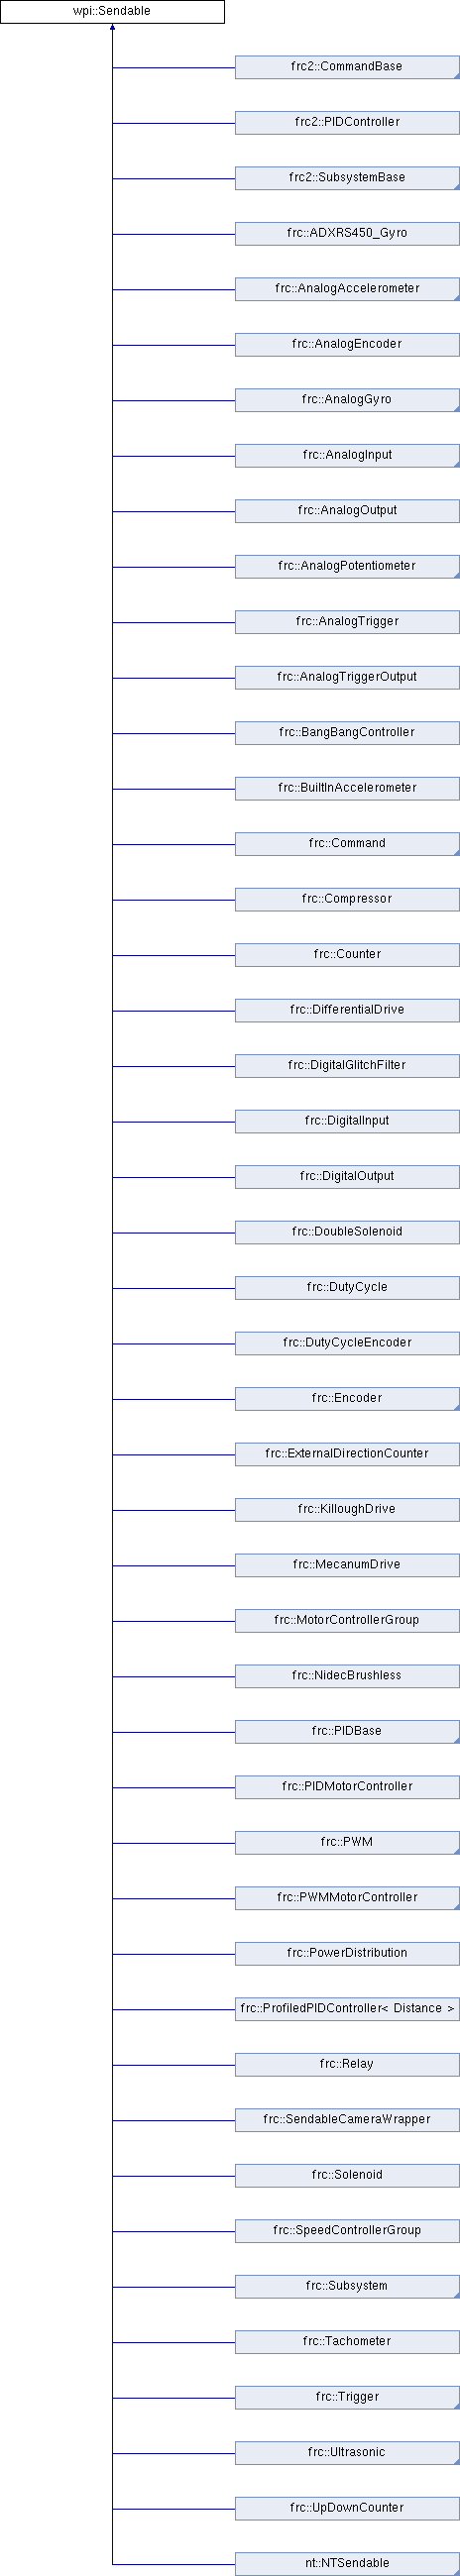 wpi::Sendable
frc2::CommandBase
frc2::PIDController
frc2::SubsystemBase
frc::ADXRS450_Gyro
frc::AnalogAccelerometer
frc::AnalogEncoder
frc::AnalogGyro
frc::AnalogInput
frc::AnalogOutput
frc::AnalogPotentiometer
frc::AnalogTrigger
frc::AnalogTriggerOutput
frc::BangBangController
frc::BuiltInAccelerometer
frc::Command
frc::Compressor
frc::Counter
frc::DifferentialDrive
frc::DigitalGlitchFilter
frc::DigitalInput
frc::DigitalOutput
frc::DoubleSolenoid
frc::DutyCycle
frc::DutyCycleEncoder
frc::Encoder
frc::ExternalDirectionCounter
frc::KilloughDrive
frc::MecanumDrive
frc::MotorControllerGroup
frc::NidecBrushless
frc::PIDBase
frc::PIDMotorController
frc::PWM
frc::PWMMotorController
frc::PowerDistribution
frc::ProfiledPIDController< Distance >
frc::Relay
frc::SendableCameraWrapper
frc::Solenoid
frc::SpeedControllerGroup
frc::Subsystem
frc::Tachometer
frc::Trigger
frc::Ultrasonic
frc::UpDownCounter
nt::NTSendable